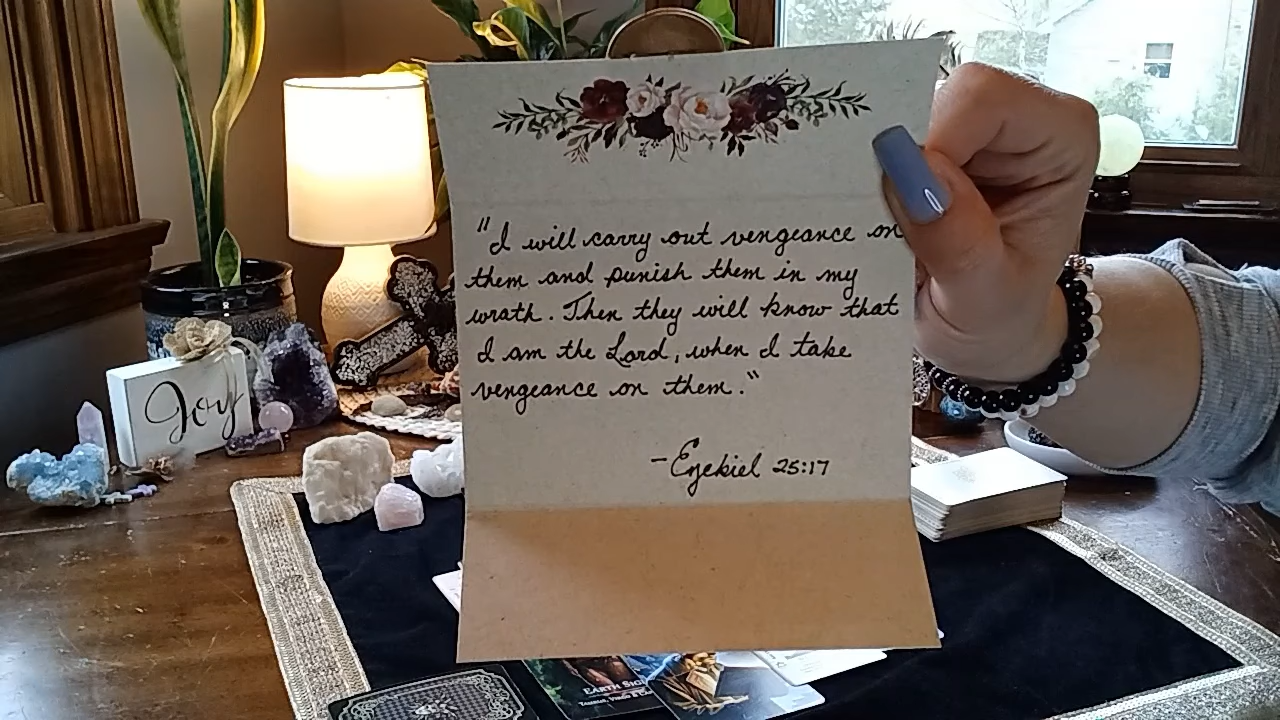 "I will carry out vengeance on
them and punish them in my
wrath. Then they will know that
I am the Lord, when I take
vengeance on them."
-Ezekiel 25:17
Joy
EARTH